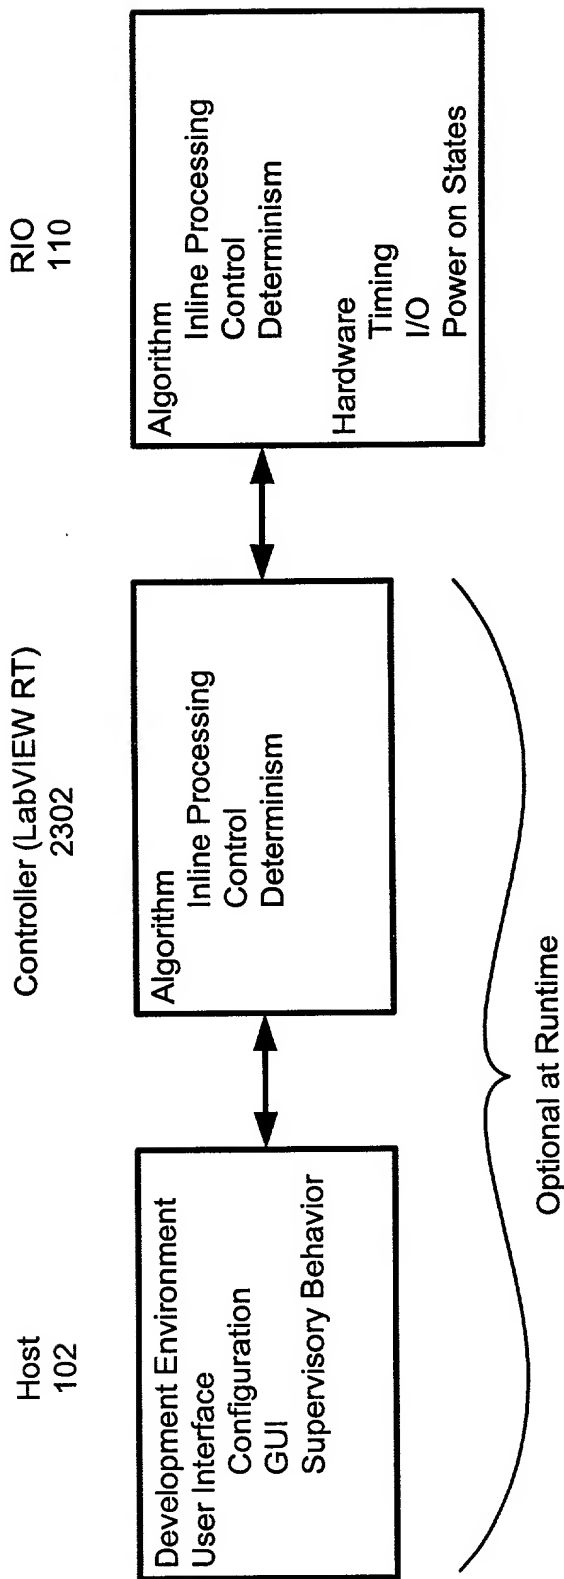 Host
102
Development Environment
User Interface
Configuration
GUI
Supervisory Behavior
Controller (LabVIEW RT)
2302
Algorithm
Inline Processing
Control
Determinism
RIO
110
Algorithm
Inline Processing
Control
Determinism
Hardware
Timing
I/O
Power on States
Optional at Runtime